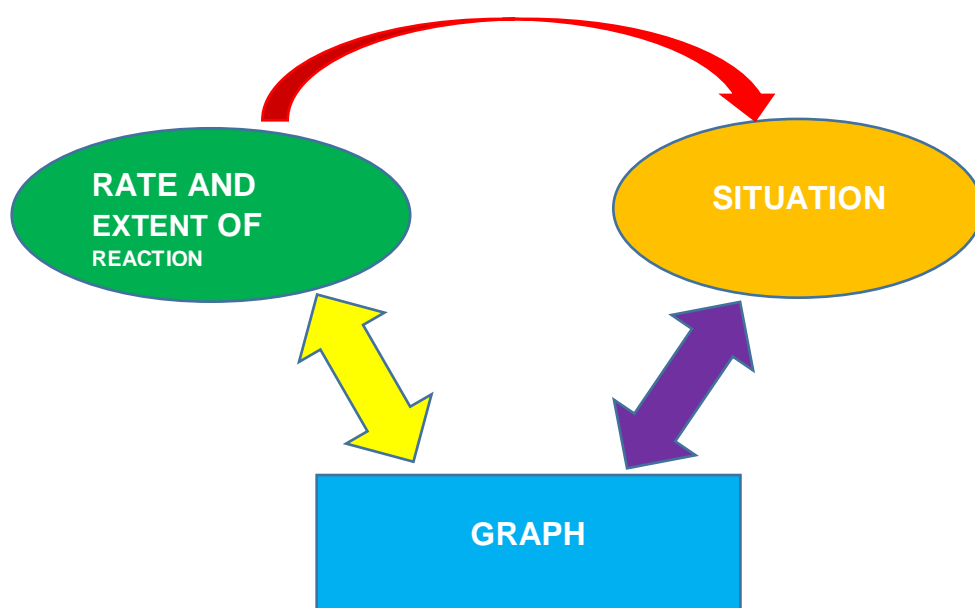 RATE AND
EXTENT OF
REACTION
SITUATION
GRAPH